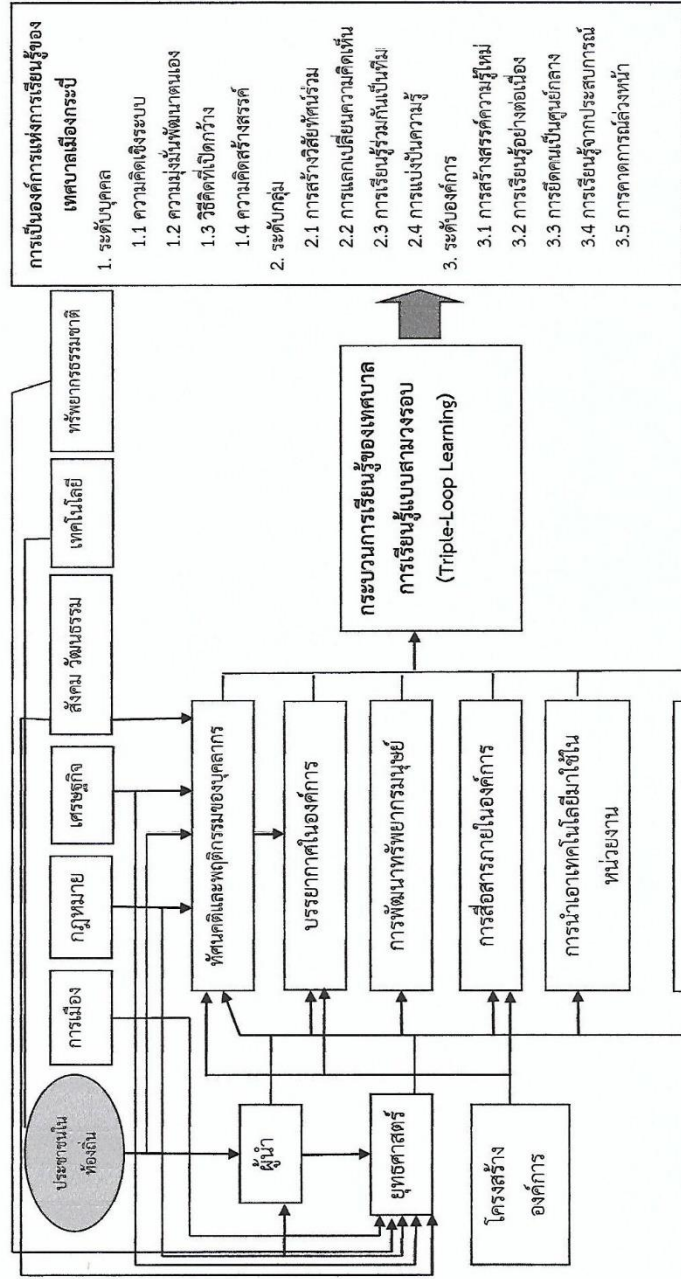 ประชาชนใน
ท้องถิ่น
การเมือง
กฎหมาย
เศรษฐกิจ
สังคม วัฒนธรรม
เทคโนโลยี
ทรัพยากรธรรมชาติ
ผู้นำ
ยุทธศาสตร์
โครงสร้าง
องค์การ
ทัศนคติและพฤติกรรมของบุคลากร
บรรยากาศในองค์การ
การพัฒนาทรัพยากรมนุษย์
การสื่อสารภายในองค์การ
การนำเอาเทคโนโลยีมาใช้ใน
หน่วยงาน
กระบวนการเรียนรู้ของเทศบาล
การเรียนรู้แบบสามวงรอบ
(Triple-Loop Learning)
การเป็นองค์การแห่งการเรียนรู้ของ
เทศบาลเมืองกระบี่
1. ระดับบุคคล
1.1 ความคิดเชิงระบบ
1.2 ความมุ่งมั่นพัฒนาตนเอง
1.3 วิธีคิดที่เปิดกว้าง
1.4 ความคิดสร้างสรรค์
2. ระดับกลุ่ม
2.1 การสร้างวิสัยทัศน์ร่วม
2.2 การแลกเปลี่ยนความคิดเห็น
2.3 การเรียนรู้ร่วมกันเป็นทีม
2.4 การแบ่งปันความรู้
3. ระดับองค์การ
3.1 การสร้างสรรค์ความรู้ใหม่
3.2 การเรียนรู้อย่างต่อเนื่อง
3.3 การยึดคนเป็นศูนย์กลาง
3.4 การเรียนรู้จากประสบการณ์
3.5 การคาดการณ์ล่วงหน้า